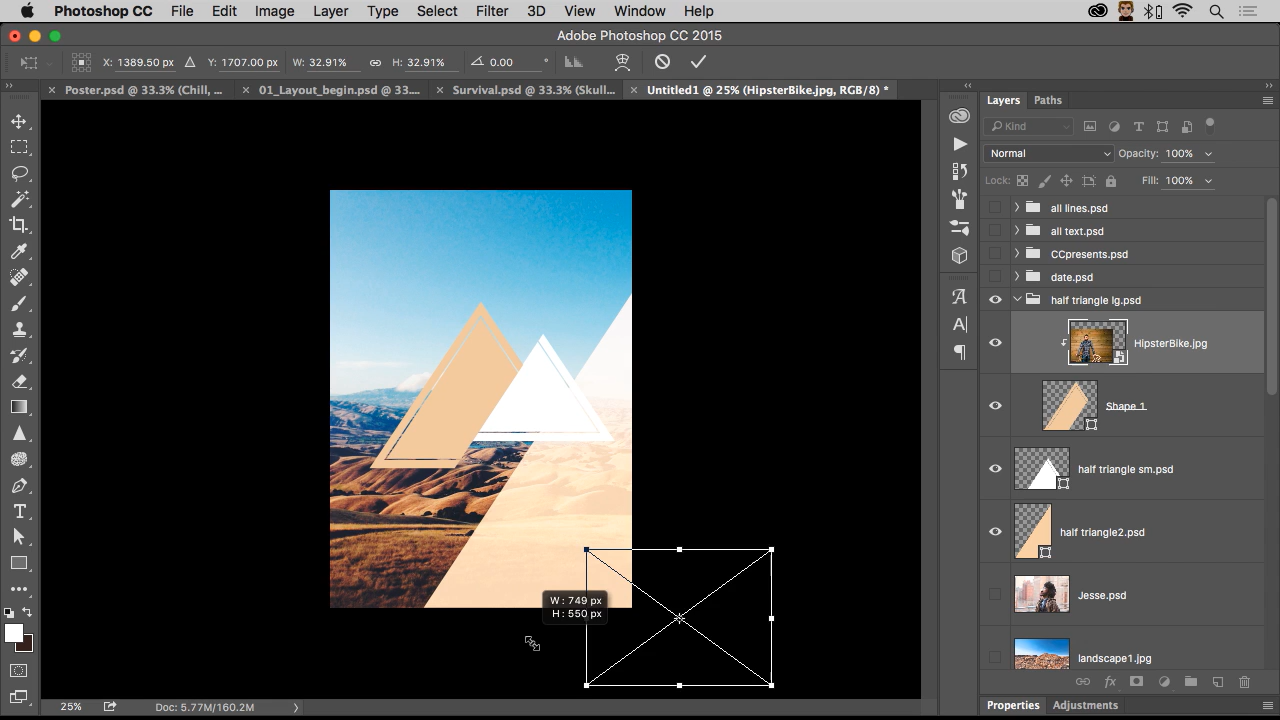 Photoshop CC File Edit Image Layer Type Select Filter 3D View Window Help
Adobe Photoshop CC 2015
X: 1389.50 px Y: 1707.00 px W: 32.91% H: 32.91% 0.00 °
Poster.psd @ 33.3% (Chill, ... 01_Layout_begin.psd @ 33.... Survival.psd @ 33.3% (Skull... Untitled1 @ 25% (HipsterBike.jpg, RGB/8) *
Layers Paths
Kind
Normal Opacity: 100%
Lock: Fill: 100%
all lines.psd
all text.psd
CCpresents.psd
date.psd
half triangle lg.psd
HipsterBike.jpg
Shape 1
half triangle sm.psd
half triangle2.psd
Jesse.psd
landscape1.jpg
W : 749 px
H : 550 px
25% Doc: 5.77M/160.2M
Properties Adjustments